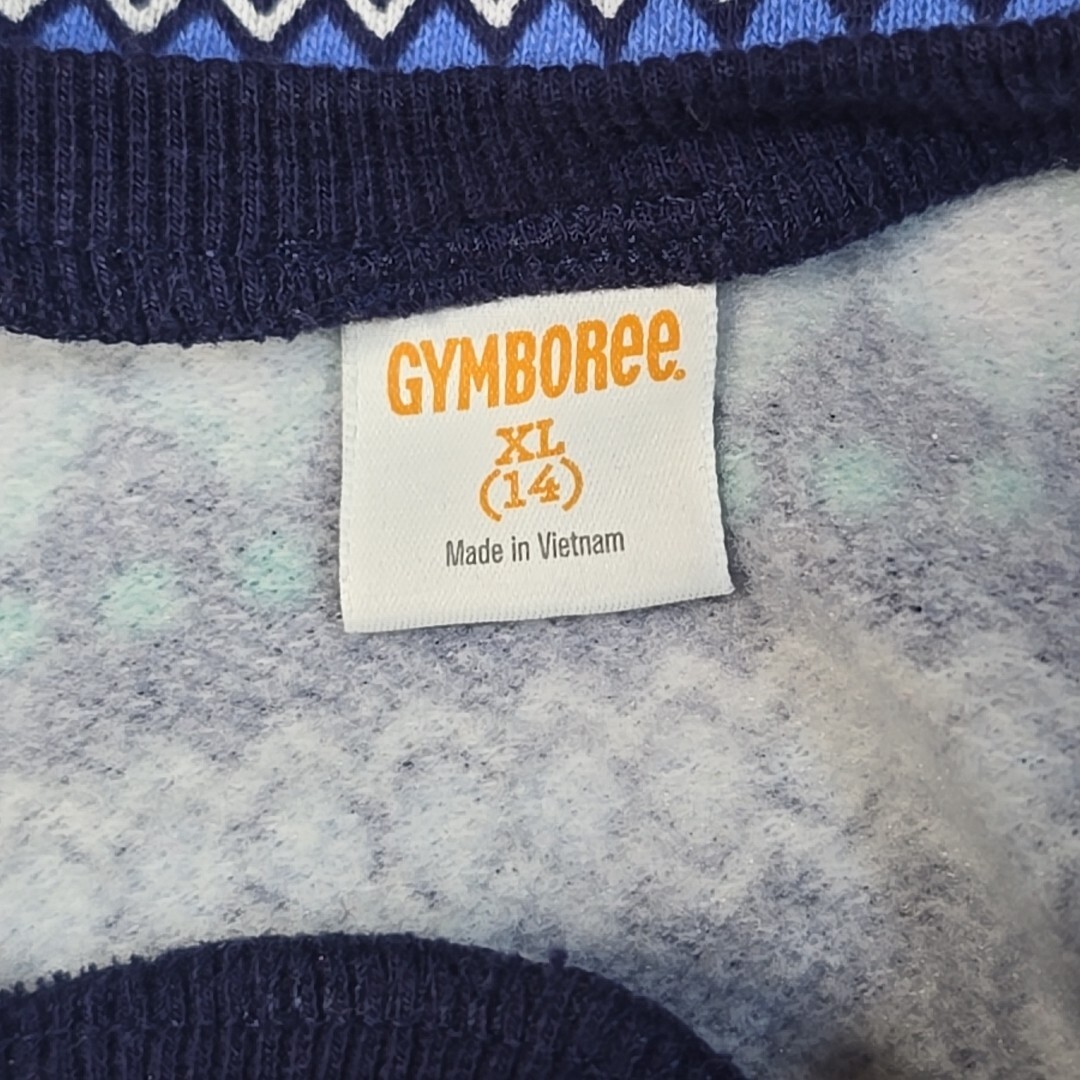 GYMBOREE.
XL
(14)
Made in Vietnam